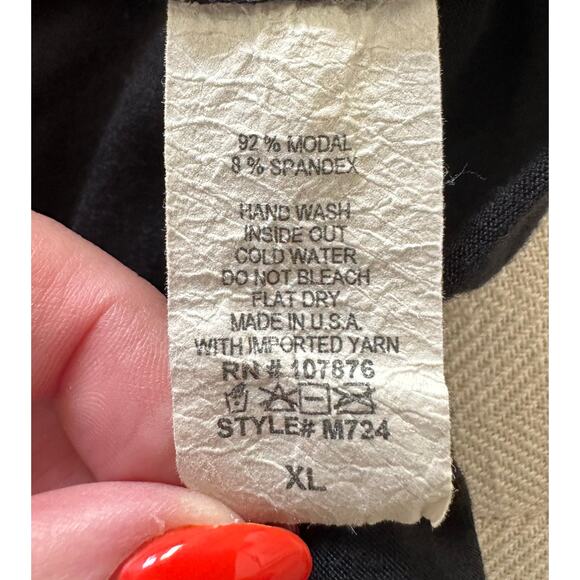 92 % MODAL
8 % SPANDEX
HAND WASH
INSIDE OUT
COLD WATER
DO NOT BLEACH
FLAT DRY
MADE IN U.S.A.
WITH IMPORTED YARN
RN # 107876
STYLE# M724
XL